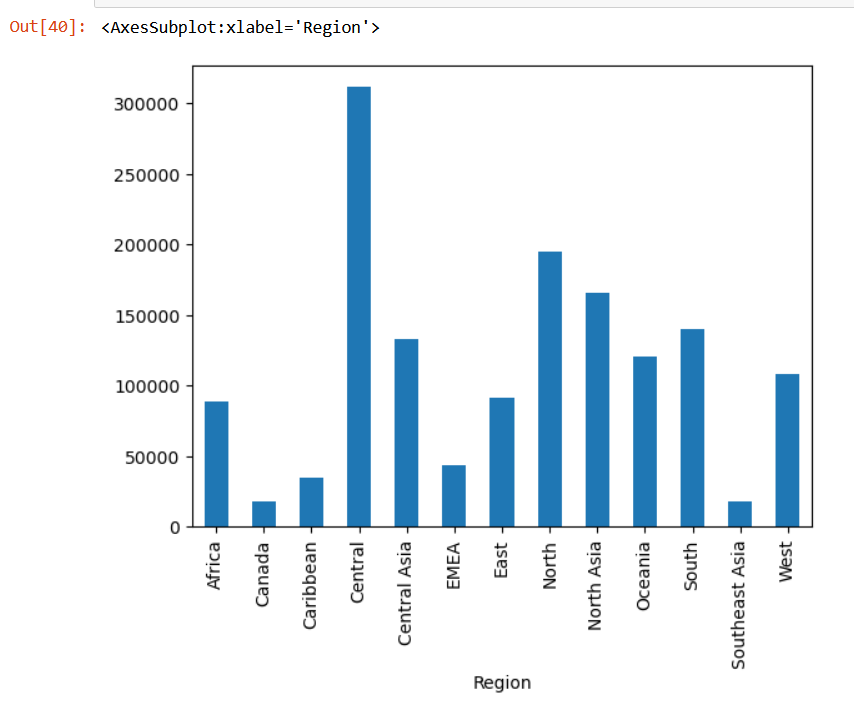 Out[40]: <AxesSubplot:xlabel='Region'>
300000
250000
200000
150000
100000
50000
0
Africa
Canada
Caribbean
Central
Central Asia
EMEA
East
North
North Asia
Oceania
South
Southeast Asia
West
Region